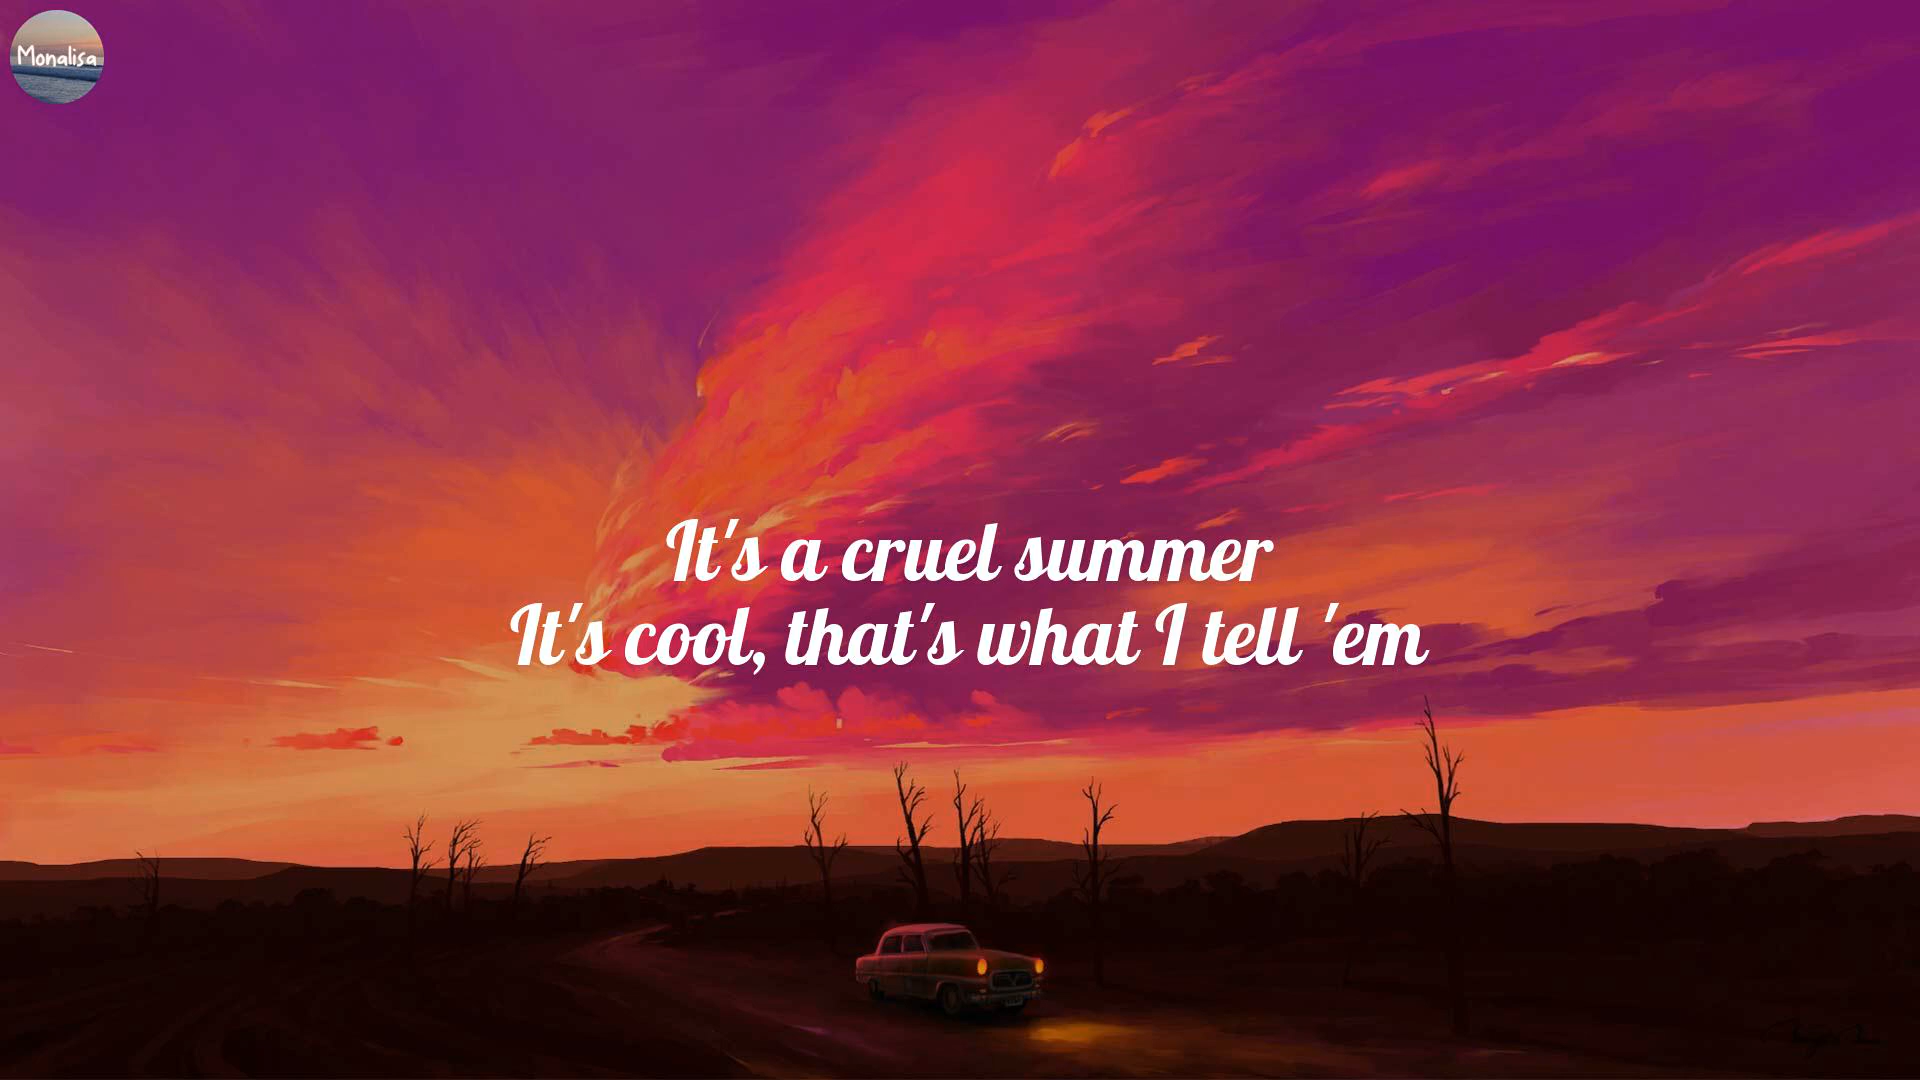 Monalisa
It's a cruel summer
It's cool, that's what I tell 'em